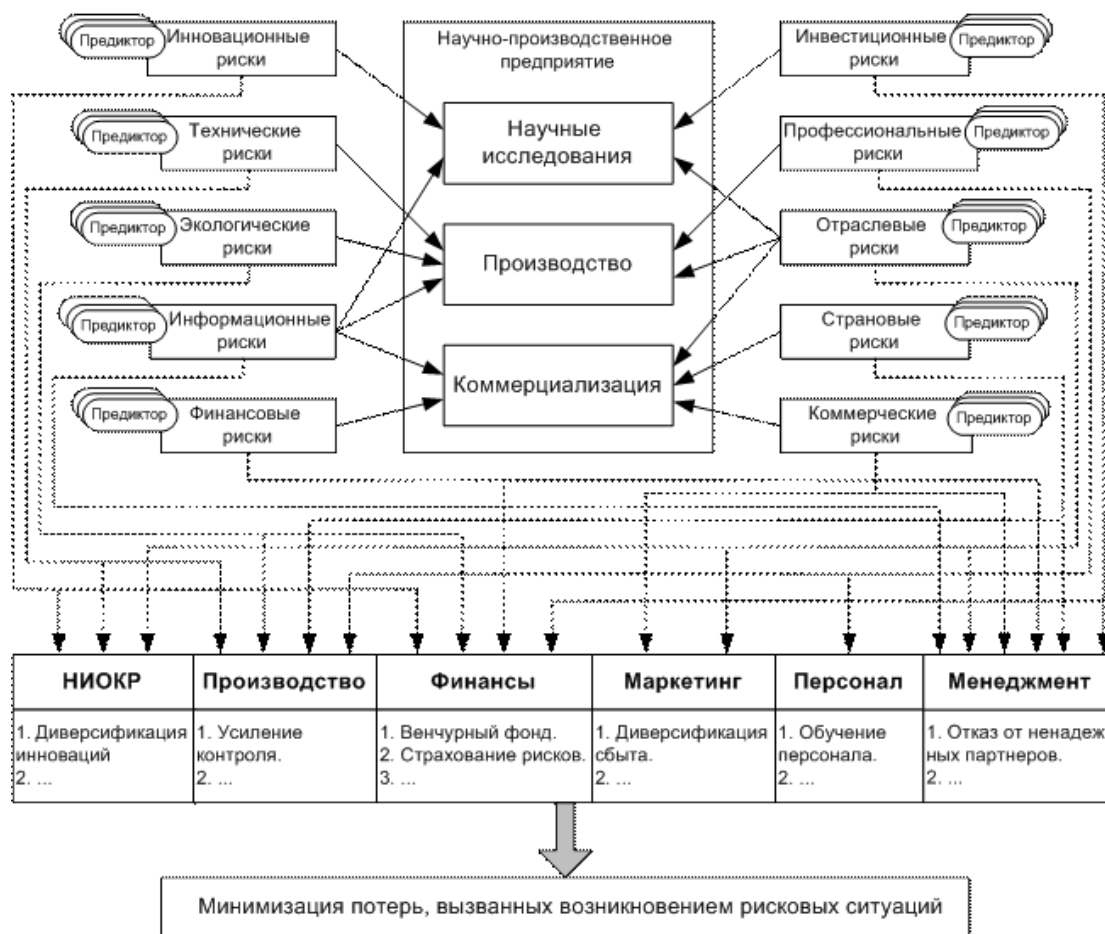 Предиктор
Инновационные
риски
Научно-производственное
предприятие
Инвестиционные
риски
Предиктор
Предиктор
Технические
риски
Научные
исследования
Профессиональные
риски
Предиктор
Предиктор
Экологические
риски
Производство
Отраслевые
риски
Предиктор
Предиктор
Информационные
риски
Коммерциализация
Страновые
риски
Предиктор
Предиктор
Финансовые
риски
Коммерческие
риски
Предиктор
НИОКР
1. Диверсификация
инноваций
2. ...
Производство
1. Усиление
контроля.
2. ...
Финансы
1. Венчурный фонд.
2. Страхование рисков.
3. ...
Маркетинг
1. Диверсификация
сбыта.
2. ...
Персонал
1. Обучение
персонала.
2. ...
Менеджмент
1. Отказ от ненадеж
ных партнеров.
2. ...
Минимизация потерь, вызванных возникновением рисковых ситуаций